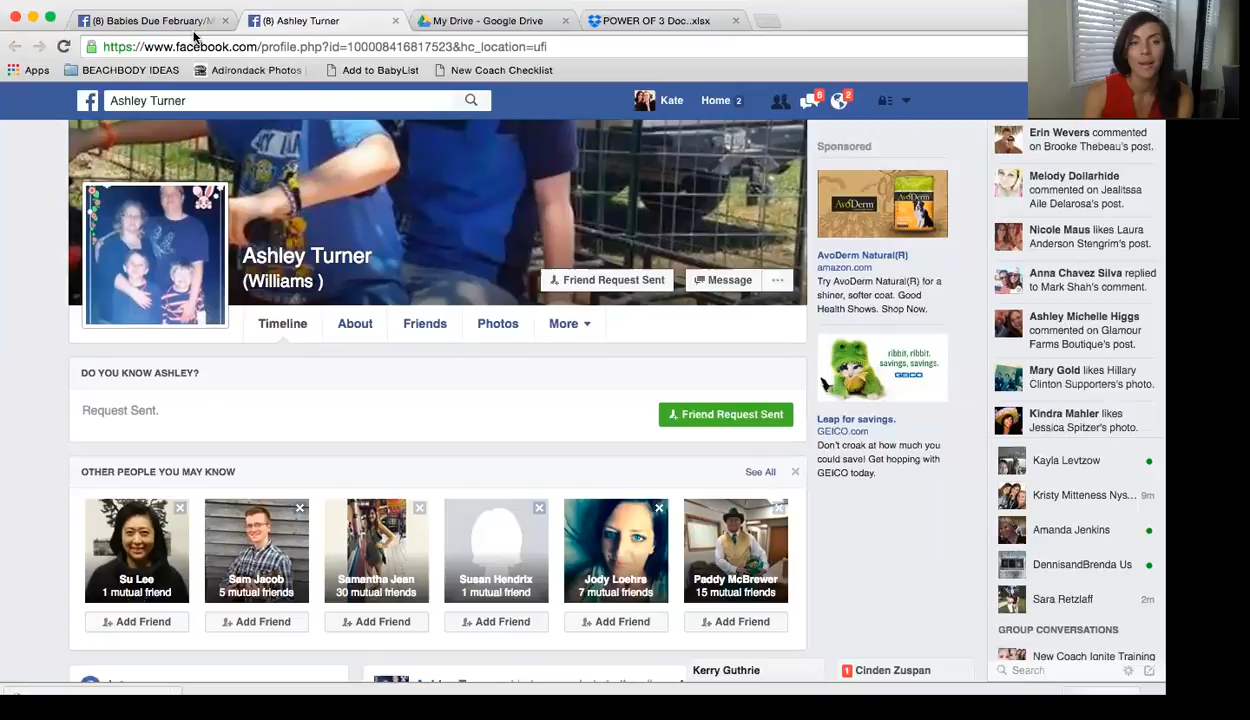 (8) Babies Due February/M
(8) Ashley Turner
My Drive - Google Drive
POWER OF 3 Doc..xlsx
https://www.facebook.com/profile.php?id=100008416817523&hc_location=ufi
Apps
BEACHBODY IDEAS
Adirondack Photos
Add to BabyList
New Coach Checklist
Ashley Turner
Kate
Home 2
6
2
Ashley Turner
(Williams )
Friend Request Sent
Message
Timeline
About
Friends
Photos
More
DO YOU KNOW ASHLEY?
Request Sent.
Friend Request Sent
OTHER PEOPLE YOU MAY KNOW
See All
Su Lee
1 mutual friend
Add Friend
Sam Jacob
5 mutual friends
Add Friend
Samantha Jean
30 mutual friends
Add Friend
Susan Hendrix
1 mutual friend
Add Friend
Jody Loehrs
7 mutual friends
Add Friend
Paddy McBrewer
15 mutual friends
Add Friend
Sponsored
AvoDerm
AvoDerm Natural(R)
amazon.com
Try AvoDerm Natural(R) for a
shinier, softer coat. Good
Health Shows. Shop Now.
ribbit, ribbit.
savings, savings.
GEICO
Leap for savings.
GEICO.com
Don't croak at how much you
could save! Get hopping with
GEICO today.
Erin Wevers commented
on Brooke Thebeau's post.
Melody Dollarhide
commented on Jealitsa
Aile Delarosa's post.
Nicole Maus likes Laura
Anderson Stengrim's post.
Anna Chavez Silva replied
to Mark Shah's comment.
Ashley Michelle Higgs
commented on Glamour
Farms Boutique's post.
Mary Gold likes Hillary
Clinton Supporters's photo.
Kindra Mahler likes
Jessica Spitzer's photo.
Kayla Levtzow
Kristy Mitteness Nys... 9m
Amanda Jenkins
DennisandBrenda Us
Sara Retzlaff 2m
GROUP CONVERSATIONS
New Coach Ignite Training
Search
Kerry Guthrie
1 Cinden Zuspan